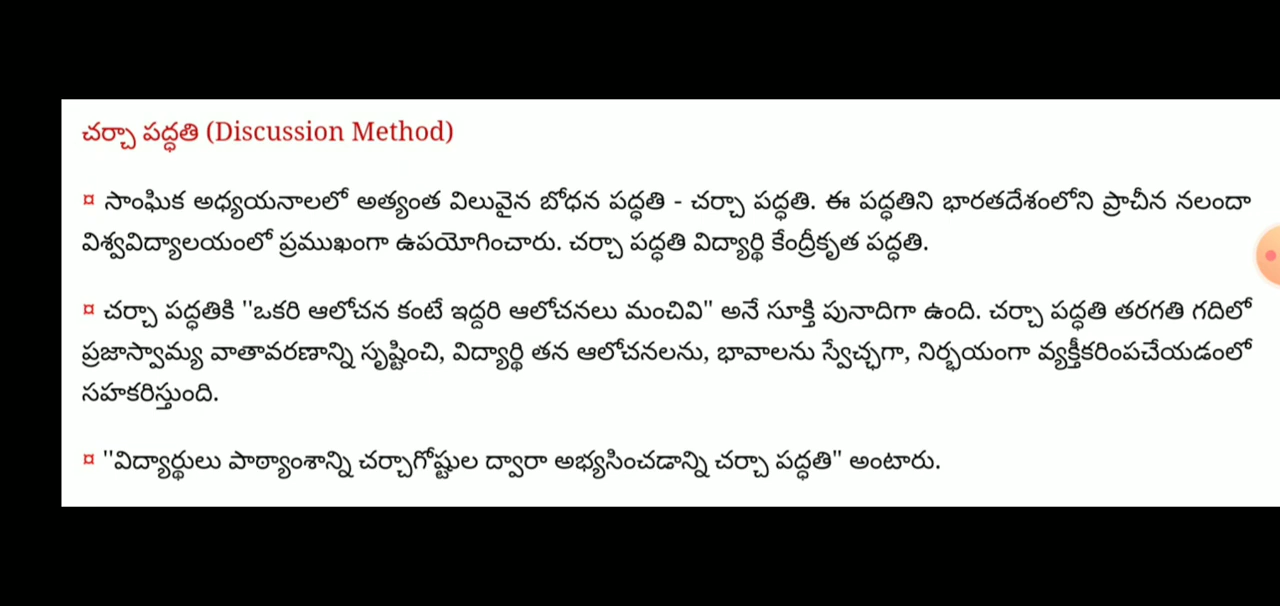 చర్చా పద్ధతి (Discussion Method)
¤ సాంఘిక అధ్యయనాలలో అత్యంత విలువైన బోధన పద్ధతి - చర్చా పద్ధతి. ఈ పద్ధతిని భారతదేశంలోని ప్రాచీన నలందా
విశ్వవిద్యాలయంలో ప్రముఖంగా ఉపయోగించారు. చర్చా పద్ధతి విద్యార్థి కేంద్రీకృత పద్ధతి.
¤ చర్చా పద్ధతికి ''ఒకరి ఆలోచన కంటే ఇద్దరి ఆలోచనలు మంచివి'' అనే సూక్తి పునాదిగా ఉంది. చర్చా పద్ధతి తరగతి గదిలో
ప్రజాస్వామ్య వాతావరణాన్ని సృష్టించి, విద్యార్థి తన ఆలోచనలను, భావాలను స్వేచ్ఛగా, నిర్భయంగా వ్యక్తీకరింపచేయడంలో
సహకరిస్తుంది.
¤ ''విద్యార్థులు పాఠ్యాంశాన్ని చర్చాగోష్టుల ద్వారా అభ్యసించడాన్ని చర్చా పద్ధతి'' అంటారు.